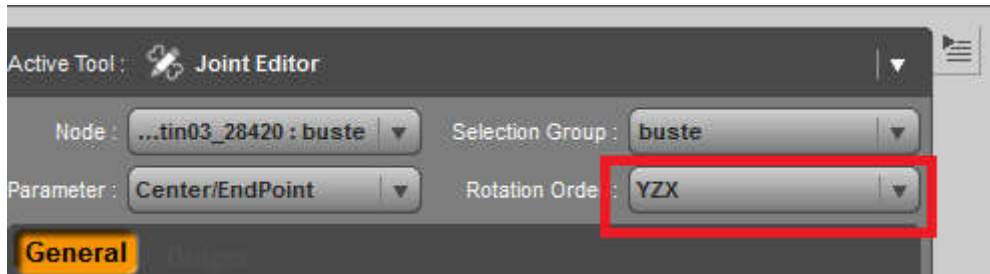 Active Tool : Joint Editor
Node : ...tin03_28420 : buste Selection Group : buste
Parameter : Center/EndPoint Rotation Orde : YZX
General